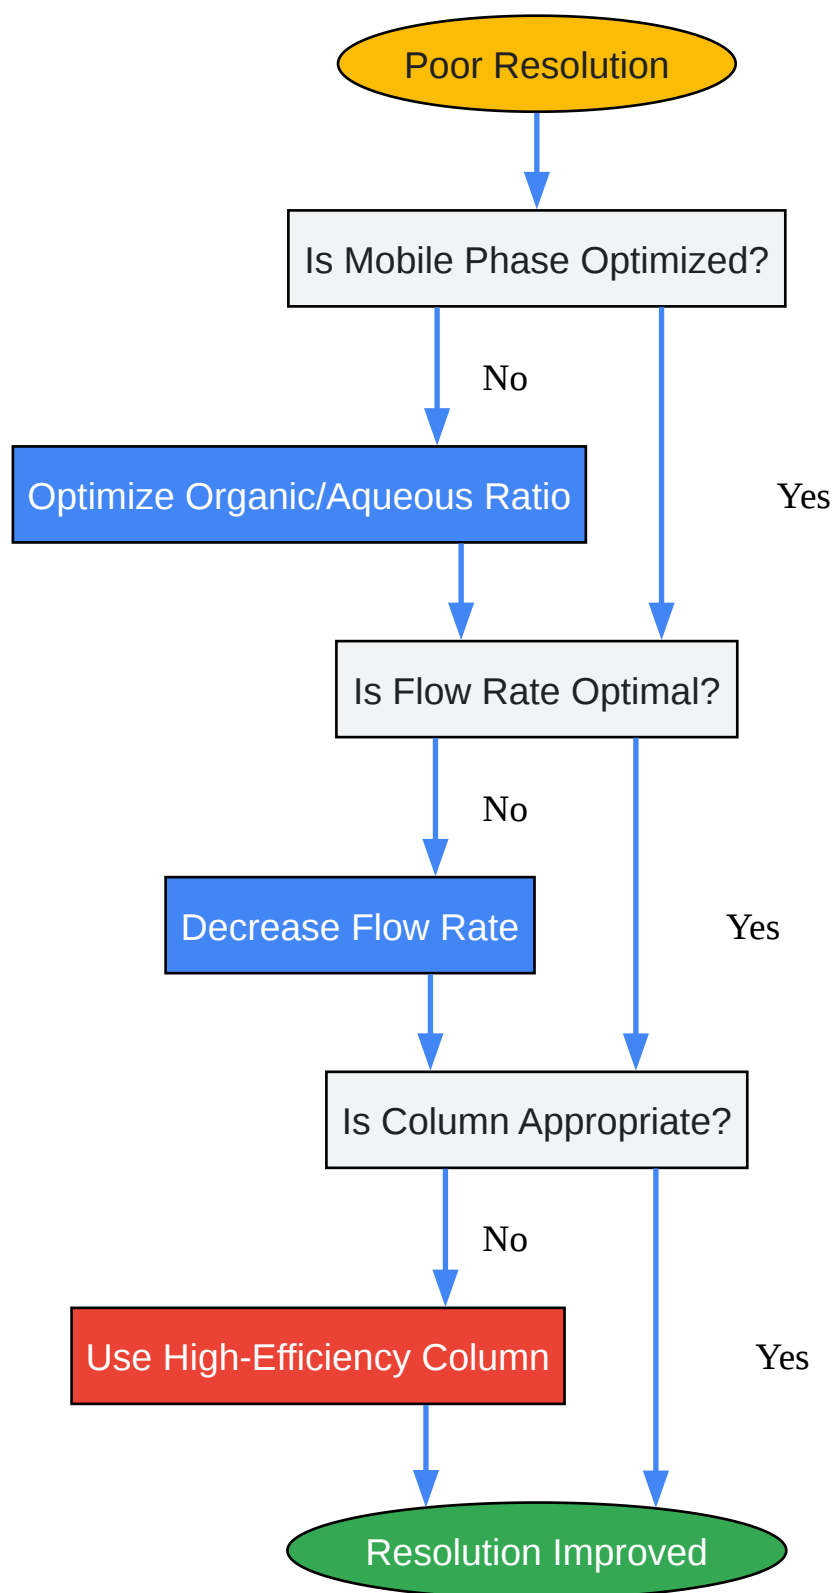 Poor Resolution
Is Mobile Phase Optimized?
No
Optimize Organic/Aqueous Ratio
Yes
Is Flow Rate Optimal?
No
Decrease Flow Rate
Yes
Is Column Appropriate?
No
Use High-Efficiency Column
Yes
Resolution Improved